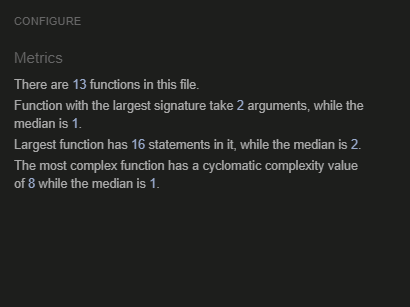 CONFIGURE
Metrics
There are 13 functions in this file.
Function with the largest signature take 2 arguments, while the
median is 1.
Largest function has 16 statements in it, while the median is 2.
The most complex function has a cyclomatic complexity value
of 8 while the median is 1.